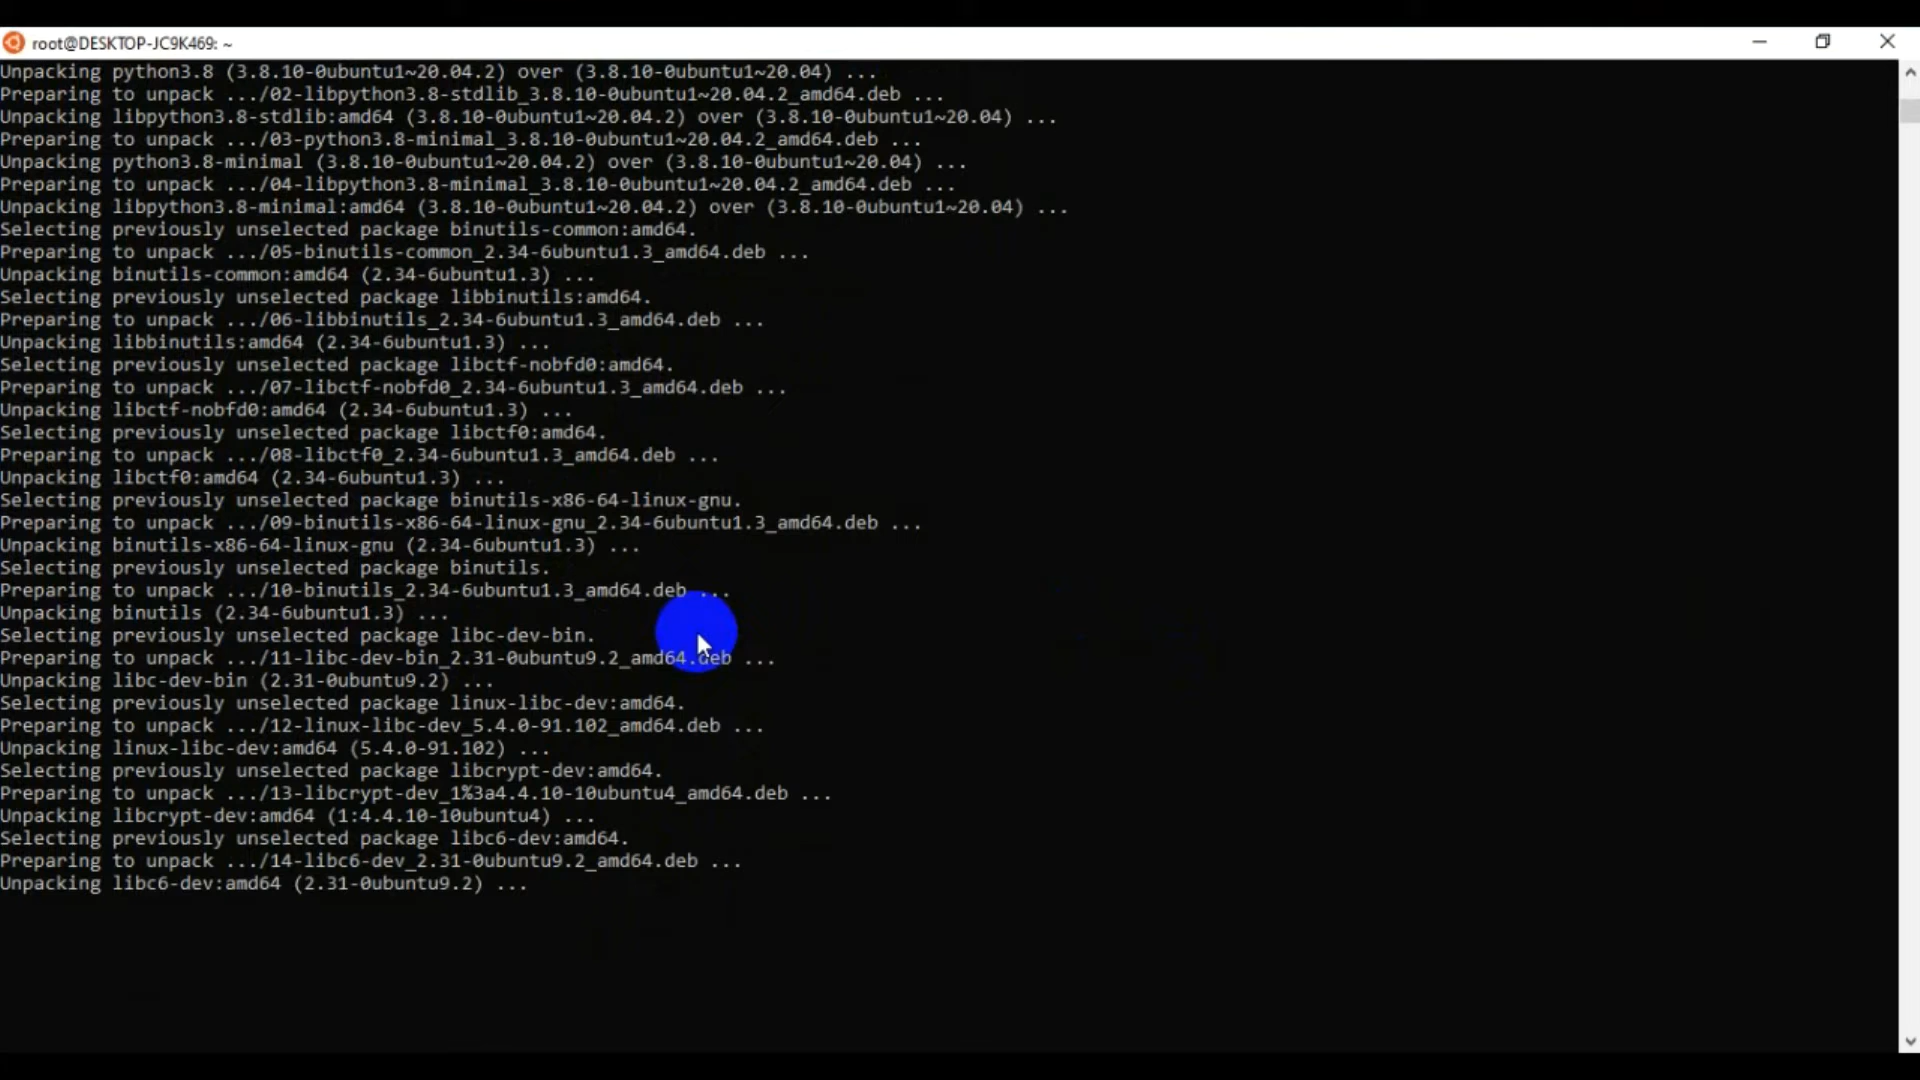 root@DESKTOP-JC9K469: ~
Unpacking python3.8 (3.8.10-0ubuntu1~20.04.2) over (3.8.10-0ubuntu1~20.04) ...
Preparing to unpack .../02-libpython3.8-stdlib_3.8.10-0ubuntu1~20.04.2_amd64.deb ...
Unpacking libpython3.8-stdlib:amd64 (3.8.10-0ubuntu1~20.04.2) over (3.8.10-0ubuntu1~20.04) ...
Preparing to unpack .../03-python3.8-minimal_3.8.10-0ubuntu1~20.04.2_amd64.deb ...
Unpacking python3.8-minimal (3.8.10-0ubuntu1~20.04.2) over (3.8.10-0ubuntu1~20.04) ...
Preparing to unpack .../04-libpython3.8-minimal_3.8.10-0ubuntu1~20.04.2_amd64.deb ...
Unpacking libpython3.8-minimal:amd64 (3.8.10-0ubuntu1~20.04.2) over (3.8.10-0ubuntu1~20.04) ...
Selecting previously unselected package binutils-common:amd64.
Preparing to unpack .../05-binutils-common_2.34-6ubuntu1.3_amd64.deb ...
Unpacking binutils-common:amd64 (2.34-6ubuntu1.3) ...
Selecting previously unselected package libbinutils:amd64.
Preparing to unpack .../06-libbinutils_2.34-6ubuntu1.3_amd64.deb ...
Unpacking libbinutils:amd64 (2.34-6ubuntu1.3) ...
Selecting previously unselected package libctf-nobfd0:amd64.
Preparing to unpack .../07-libctf-nobfd0_2.34-6ubuntu1.3_amd64.deb ...
Unpacking libctf-nobfd0:amd64 (2.34-6ubuntu1.3) ...
Selecting previously unselected package libctf0:amd64.
Preparing to unpack .../08-libctf0_2.34-6ubuntu1.3_amd64.deb ...
Unpacking libctf0:amd64 (2.34-6ubuntu1.3) ...
Selecting previously unselected package binutils-x86-64-linux-gnu.
Preparing to unpack .../09-binutils-x86-64-linux-gnu_2.34-6ubuntu1.3_amd64.deb ...
Unpacking binutils-x86-64-linux-gnu (2.34-6ubuntu1.3) ...
Selecting previously unselected package binutils.
Preparing to unpack .../10-binutils_2.34-6ubuntu1.3_amd64.deb ...
Unpacking binutils (2.34-6ubuntu1.3) ...
Selecting previously unselected package libc-dev-bin.
Preparing to unpack .../11-libc-dev-bin_2.31-0ubuntu9.2_amd64.deb ...
Unpacking libc-dev-bin (2.31-0ubuntu9.2) ...
Selecting previously unselected package linux-libc-dev:amd64.
Preparing to unpack .../12-linux-libc-dev_5.4.0-91.102_amd64.deb ...
Unpacking linux-libc-dev:amd64 (5.4.0-91.102) ...
Selecting previously unselected package libcrypt-dev:amd64.
Preparing to unpack .../13-libcrypt-dev_1%3a4.4.10-10ubuntu4_amd64.deb ...
Unpacking libcrypt-dev:amd64 (1:4.4.10-10ubuntu4) ...
Selecting previously unselected package libc6-dev:amd64.
Preparing to unpack .../14-libc6-dev_2.31-0ubuntu9.2_amd64.deb ...
Unpacking libc6-dev:amd64 (2.31-0ubuntu9.2) ...